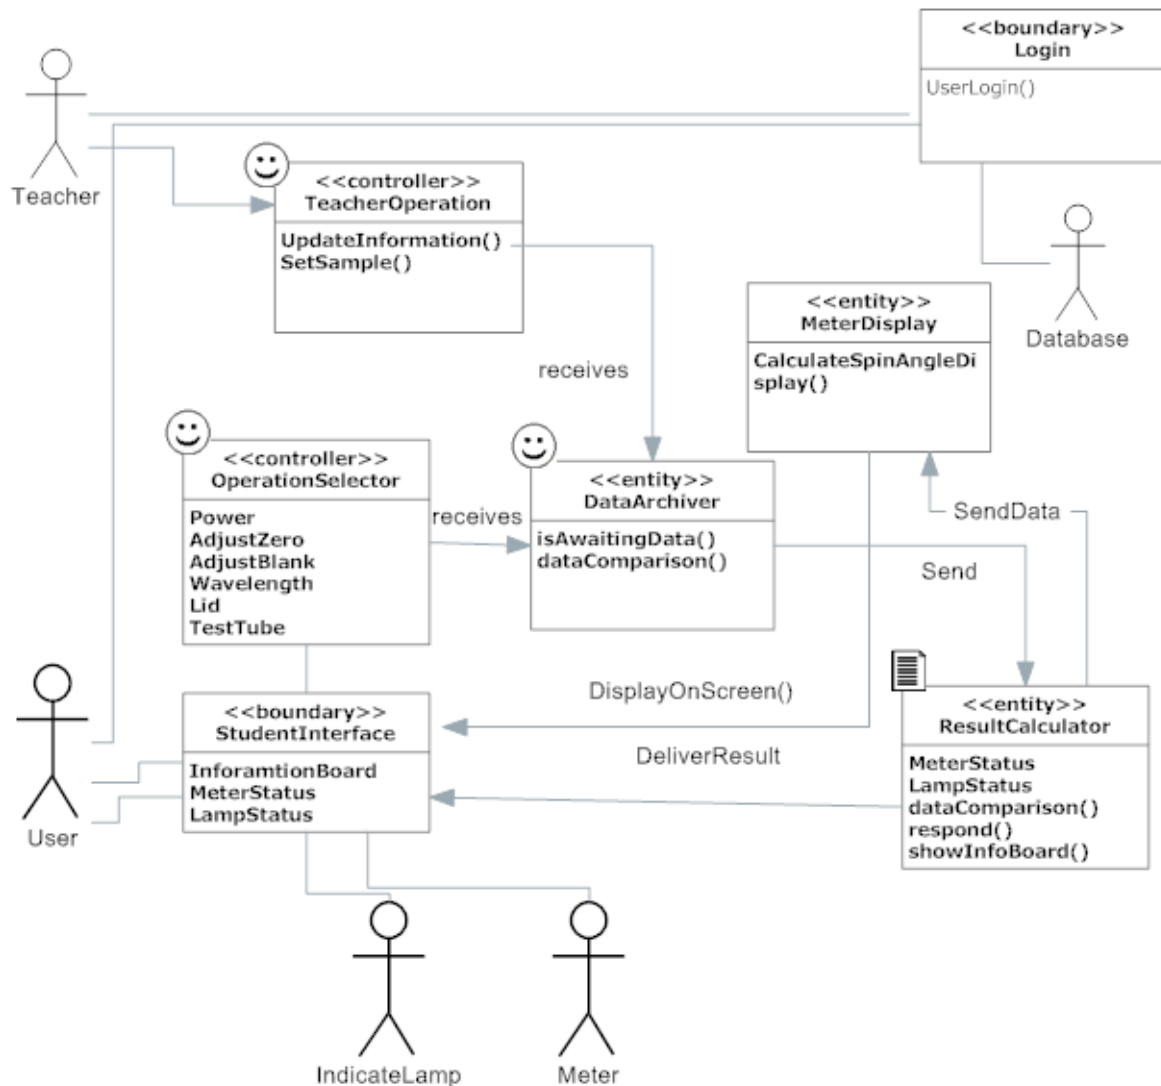 <<boundary>>
Login
UserLogin()
Teacher
<<controller>>
TeacherOperation
UpdateInformation()
SetSample()
Database
<<entity>>
MeterDisplay
CalculateSpinAngleDi
splay()
receives
<<controller>>
OperationSelector
Power
AdjustZero
AdjustBlank
Wavelength
Lid
TestTube
receives
<<entity>>
DataArchiver
isAwaitingData()
dataComparison()
SendData
Send
DisplayOnScreen()
DeliverResult
<<boundary>>
StudentInterface
InforamtionBoard
MeterStatus
LampStatus
User
<<entity>>
ResultCalculator
MeterStatus
LampStatus
dataComparison()
respond()
showInfoBoard()
IndicateLamp
Meter